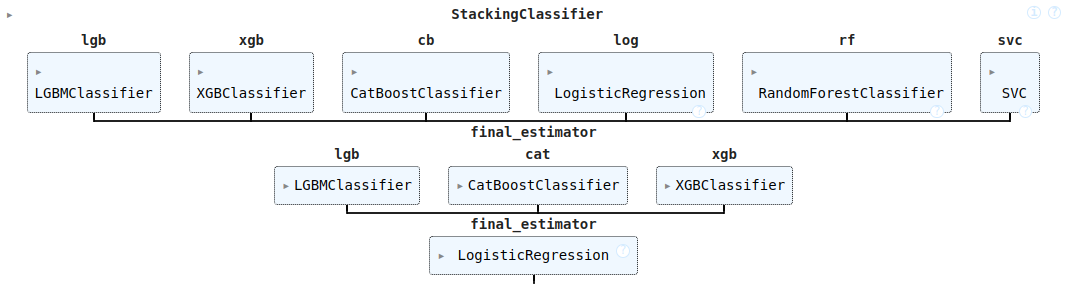 StackingClassifier
i ?
lgb xgb cb log rf svc
LGBMClassifier XGBClassifier CatBoostClassifier LogisticRegression RandomForestClassifier SVC
? ? ?
final_estimator
lgb cat xgb
LGBMClassifier CatBoostClassifier XGBClassifier
final_estimator
LogisticRegression ?